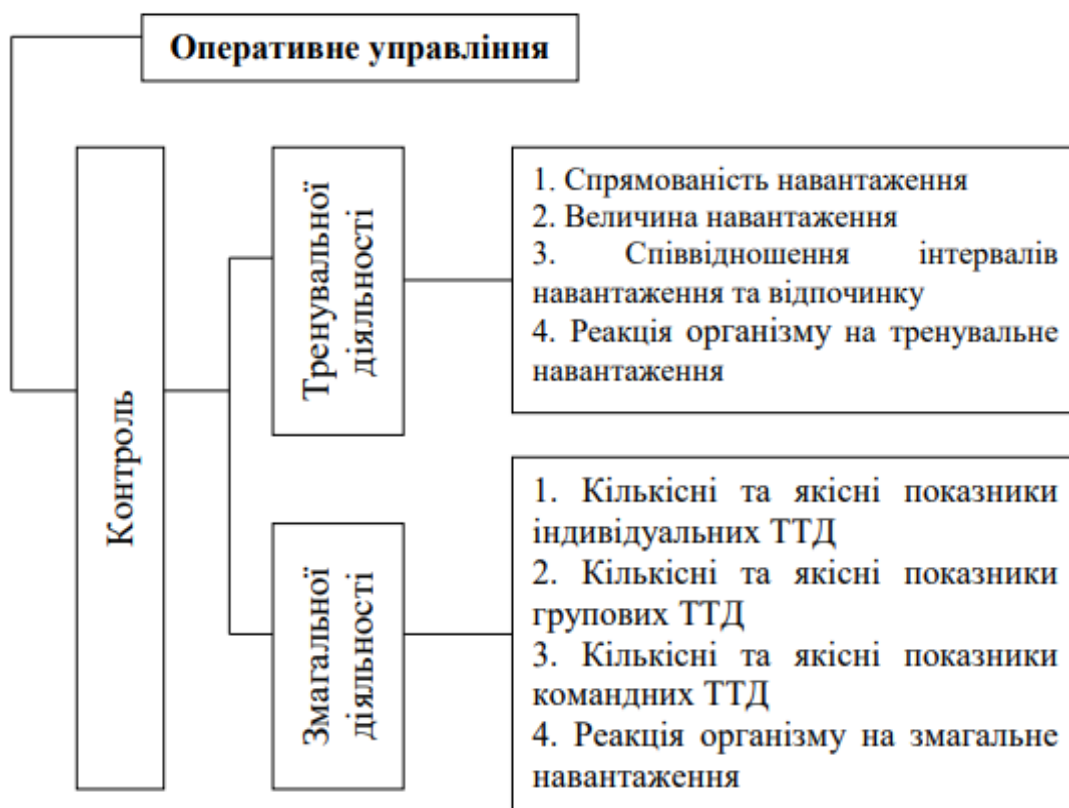 Оперативне управління
Контроль
Тренувальної
діяльності
1. Спрямованість навантаження
2. Величина навантаження
3. Співвідношення інтервалів
навантаження та відпочинку
4. Реакція організму на тренувальне
навантаження
Змагальної
діяльності
1. Кількісні та якісні показники
індивідуальних ТТД
2. Кількісні та якісні показники
групових ТТД
3. Кількісні та якісні показники
командних ТТД
4. Реакція організму на змагальне
навантаження